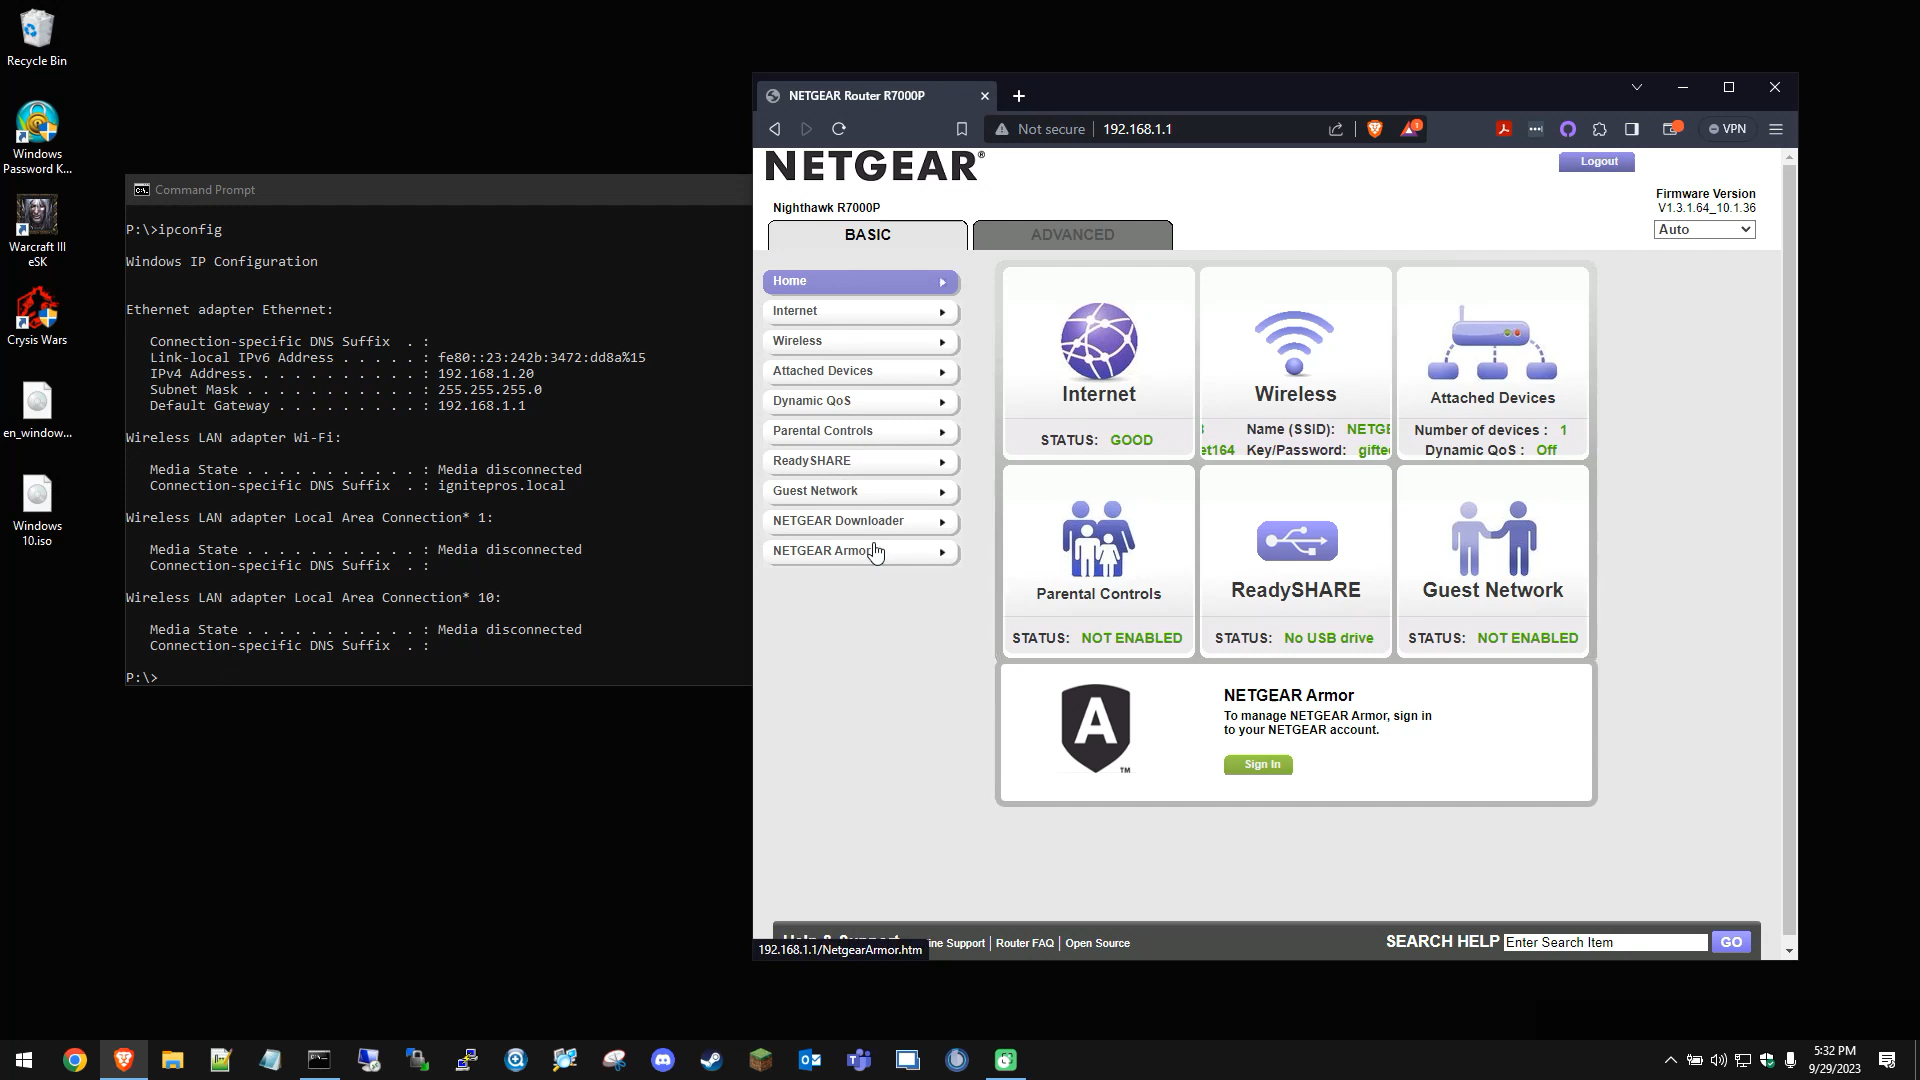 Recycle Bin
Windows
Password K...
Warcraft III
eSK
Crysis Wars
en_window...
Windows
10.iso
Command Prompt
P:\>ipconfig
Windows IP Configuration
Ethernet adapter Ethernet:
Connection-specific DNS Suffix  . :
Link-local IPv6 Address . . . . . : fe80::23:242b:3472:dd8a%15
IPv4 Address. . . . . . . . . . . : 192.168.1.20
Subnet Mask . . . . . . . . . . . : 255.255.255.0
Default Gateway . . . . . . . . . : 192.168.1.1
Wireless LAN adapter Wi-Fi:
Media State . . . . . . . . . . . : Media disconnected
Connection-specific DNS Suffix  . : ignitepros.local
Wireless LAN adapter Local Area Connection* 1:
Media State . . . . . . . . . . . : Media disconnected
Connection-specific DNS Suffix  . :
Wireless LAN adapter Local Area Connection* 10:
Media State . . . . . . . . . . . : Media disconnected
Connection-specific DNS Suffix  . :
P:\>
NETGEAR Router R7000P
Not secure
192.168.1.1
VPN
NETGEAR®
Logout
Nighthawk R7000P
Firmware Version
V1.3.1.64_10.1.36
Auto
BASIC
ADVANCED
Home
Internet
Wireless
Attached Devices
Dynamic QoS
Parental Controls
ReadySHARE
Guest Network
NETGEAR Downloader
NETGEAR Armor
Internet
STATUS: GOOD
Wireless
Name (SSID): NETGE
et164 Key/Password: gifte
Attached Devices
Number of devices : 1
Dynamic QoS : Off
Parental Controls
STATUS: NOT ENABLED
ReadySHARE
STATUS: No USB drive
Guest Network
STATUS: NOT ENABLED
A
TM
NETGEAR Armor
To manage NETGEAR Armor, sign in
to your NETGEAR account.
Sign In
Help & Support
ine Support | Router FAQ | Open Source
SEARCH HELP
Enter Search Item
GO
192.168.1.1/NetgearArmor.htm
5:32 PM
9/29/2023